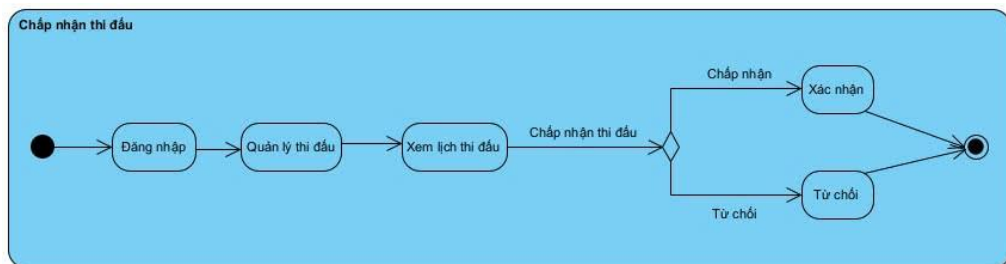 Chấp nhận thi đấu
Đăng nhập
Quản lý thi đấu
Xem lịch thi đấu
Chấp nhận thi đấu
Chấp nhận
Xác nhận
Từ chối
Từ chối